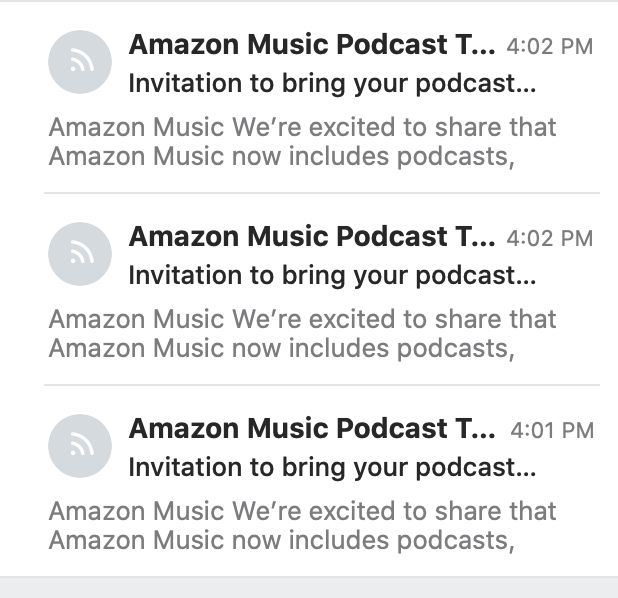 Amazon Music Podcast T... 4:02 PM
Invitation to bring your podcast...
Amazon Music We’re excited to share that
Amazon Music now includes podcasts,
Amazon Music Podcast T... 4:02 PM
Invitation to bring your podcast...
Amazon Music We’re excited to share that
Amazon Music now includes podcasts,
Amazon Music Podcast T... 4:01 PM
Invitation to bring your podcast...
Amazon Music We’re excited to share that
Amazon Music now includes podcasts,